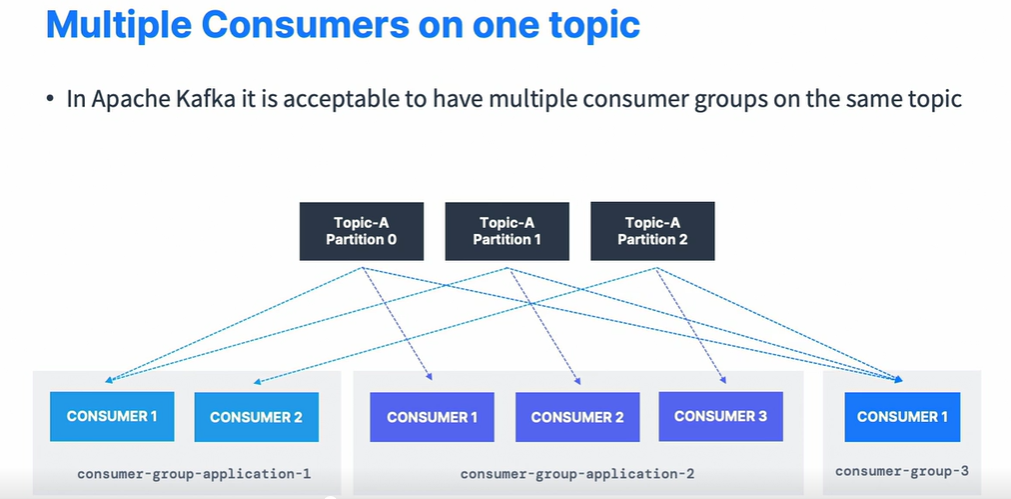 Multiple Consumers on one topic
• In Apache Kafka it is acceptable to have multiple consumer groups on the same topic
Topic-A
Partition 0
Topic-A
Partition 1
Topic-A
Partition 2
CONSUMER 1
CONSUMER 2
consumer-group-application-1
CONSUMER 1
CONSUMER 2
CONSUMER 3
consumer-group-application-2
CONSUMER 1
consumer-group-3